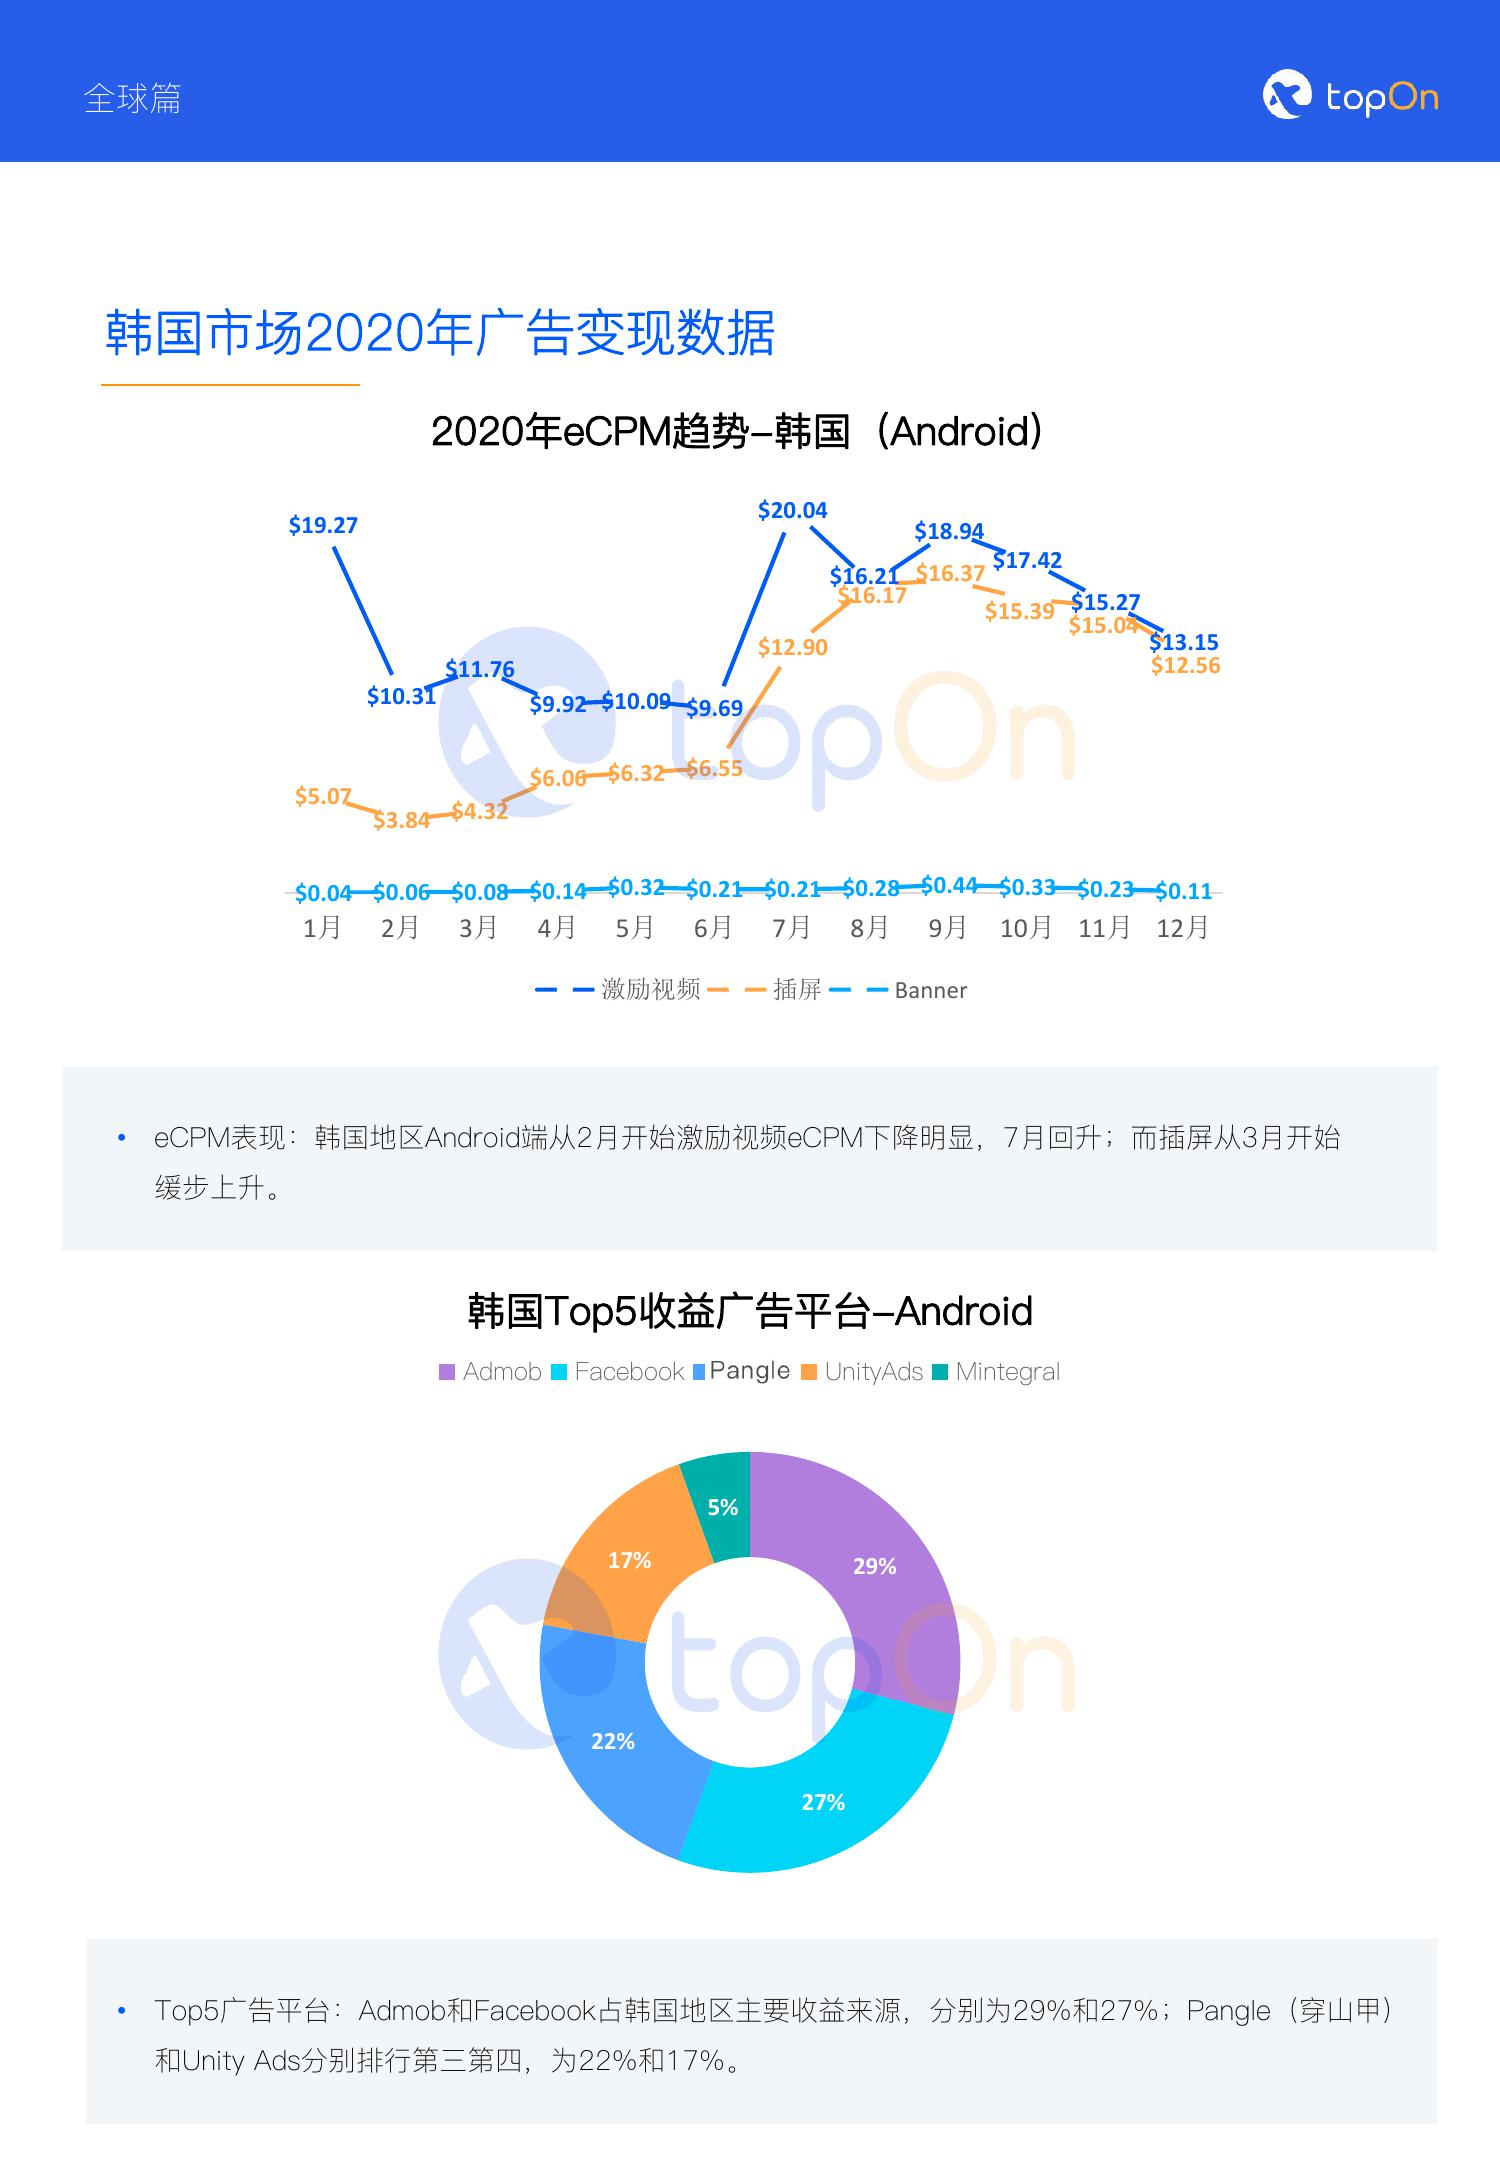 全球篇
topOn
韩国市场2020年广告变现数据
2020年eCPM趋势-韩国（Android）
$19.27 $10.31 $11.76 $9.92 $10.09 $9.69 $20.04 $16.21 $18.94 $17.42 $15.27 $13.15
$5.07 $3.84 $4.32 $6.06 $6.32 $6.55 $12.90 $16.17 $16.37 $15.39 $15.04 $12.56
$0.04 $0.06 $0.08 $0.14 $0.32 $0.21 $0.21 $0.28 $0.44 $0.33 $0.23 $0.11
1月 2月 3月 4月 5月 6月 7月 8月 9月 10月 11月 12月
激励视频 插屏 Banner
topOn
• eCPM表现：韩国地区Android端从2月开始激励视频eCPM下降明显，7月回升；而插屏从3月开始
缓步上升。
韩国Top5收益广告平台-Android
Admob Facebook Pangle UnityAds Mintegral
5%
17%
29%
22%
27%
topOn
• Top5广告平台：Admob和Facebook占韩国地区主要收益来源，分别为29%和27%；Pangle（穿山甲）
和Unity Ads分别排行第三第四，为22%和17%。